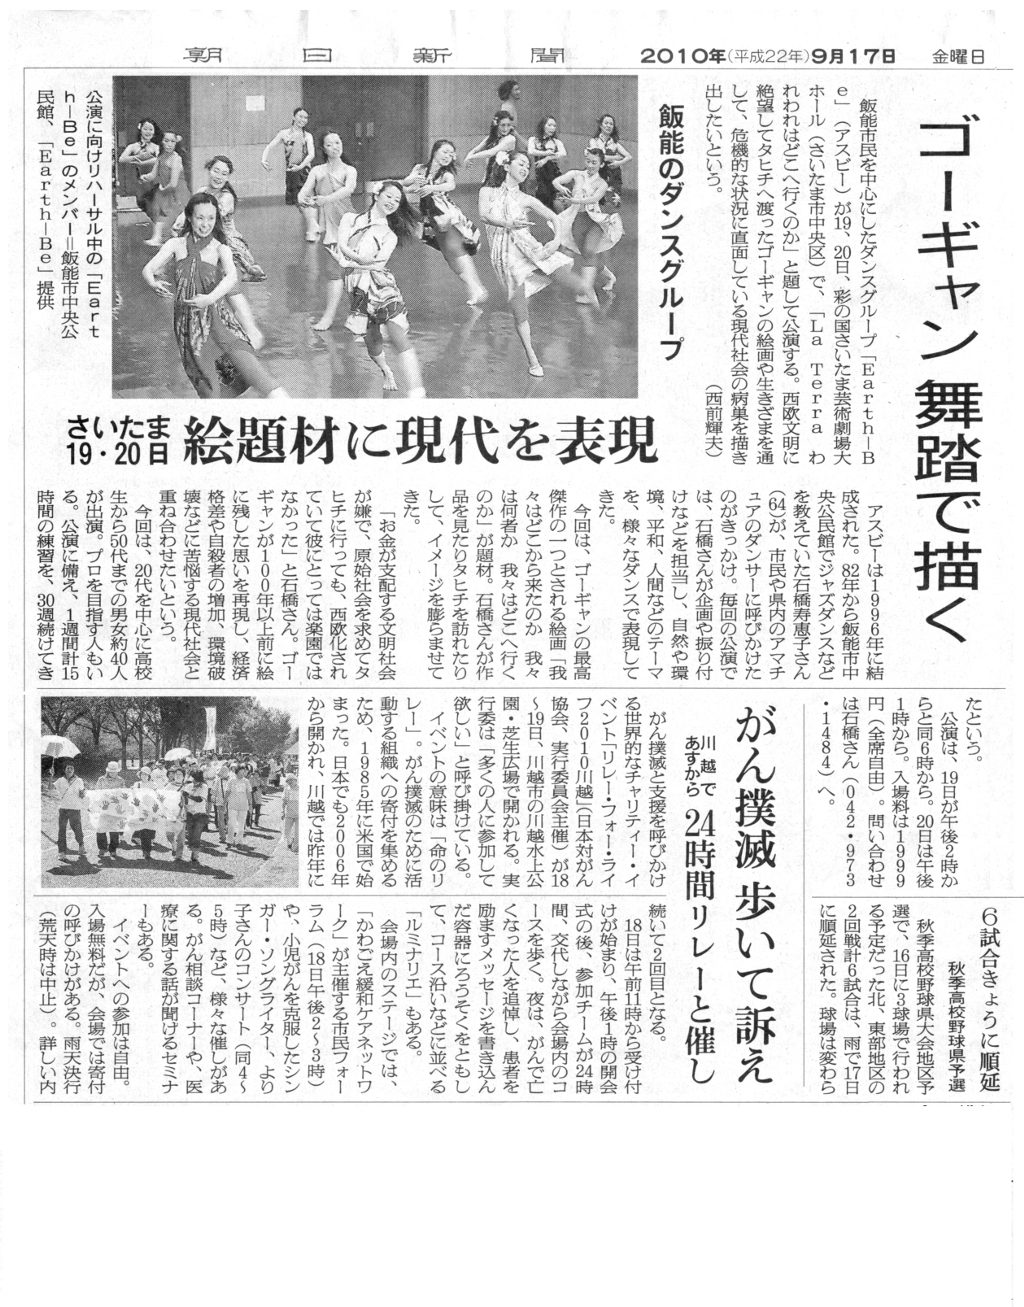 朝日新聞
2010年(平成22年)9月17日
金曜日
ゴーギャン 舞踏で描く
飯能のダンスグループ
さいたま
19・20日
絵題材に現代を表現
飯能市民を中心にしたダンスグループ「Earth―B
e」(アスビー)が19、20日、彩の国さいたま芸術劇場大
ホール(さいたま市中央区)で、「La Terra わ
れわれはどこへ行くのか」と題して公演する。西欧文明に
絶望してタヒチへ渡ったゴーギャンの絵画や生きざまを通
して、危機的な状況に直面している現代社会の病巣を描き
出したいという。
(西前輝夫)
公演に向けリハーサル中の「Eart
h―Be」のメンバー=飯能市中央公
民館、「Earth―Be」提供
アスビーは1996年に結
成された。82年から飯能市中
央公民館でジャズダンスなど
を教えていた石橋寿恵子さん
(64)が、市民や県内のアマチ
ュアのダンサーに呼びかけた
のがきっかけ。毎回の公演で
は、石橋さんが企画や振り付
けなどを担当し、自然や環
境、平和、人間などのテーマ
を、様々なダンスで表現して
きた。
今回は、ゴーギャンの最高
傑作の一つとされる絵画「我
々はどこから来たのか 我々
は何者か 我々はどこへ行く
のか」が題材。石橋さんが作
品を見たりタヒチを訪れたり
して、イメージを膨らませて
きた。
「お金が支配する文明社会
が嫌で、原始社会を求めてタ
ヒチに行っても、西欧化され
ていて彼にとっては楽園では
なかった」と石橋さん。ゴー
ギャンが100年以上前に絵
に残した思いを再現し、経済
格差や自殺者の増加、環境破
壊などに苦悩する現代社会と
重ね合わせたいという。
今回は、20代を中心に高校
生から50代までの男女約40人
が出演。プロを目指す人もい
る。公演に備え、1週間計15
時間の練習を、30週続けてき
たという。
公演は、19日が午後2時か
らと同6時から。20日は午後
1時から。入場料は1999
円(全席自由)。問い合わせ
は石橋さん(042・973
・1484)へ。
がん撲滅 歩いて訴え
川越で
あすから
24時間リレーと催し
がん撲滅と支援を呼びかけ
る世界的なチャリティー・イ
ベント「リレー・フォー・ライ
フ2010川越」(日本対がん
協会、実行委員会主催)が18
〜19日、川越市の川越水上公
園・芝生広場で開かれる。実
行委は「多くの人に参加して
欲しい」と呼び掛けている。
イベントの意味は「命のリ
レー」。がん撲滅のために活
動する組織への寄付を集める
ため、1985年に米国で始
まった。日本でも2006年
から開かれ、川越では昨年に
続いて2回目となる。
18日は午前11時から受け付
けが始まり、午後1時の開会
式の後、参加チームが24時
間、交代しながら会場内のコ
ースを歩く。夜は、がんで亡
くなった人を追悼し、患者を
励ますメッセージを書き込ん
だ容器にろうそくをともし
て、コース沿いなどに並べる
「ルミナリエ」もある。
会場内のステージでは、
「かわごえ緩和ケアネットワ
ーク」が主催する市民フォー
ラム(18日午後2〜3時)
や、小児がんを克服したシン
ガー・ソングライター、より
子さんのコンサート(同4〜
5時)など、様々な催しがあ
る。がん相談コーナーや、医
療に関する話が聞けるセミナ
ーもある。
イベントへの参加は自由。
入場無料だが、会場では寄付
の呼びかけがある。雨天決行
(荒天時は中止)。詳しい内
6試合きょうに順延
秋季高校野球県予選
秋季高校野球県大会地区予
選で、16日に3球場で行われ
る予定だった北、東部地区の
2回戦計6試合は、雨で17日
に順延された。球場は変わら